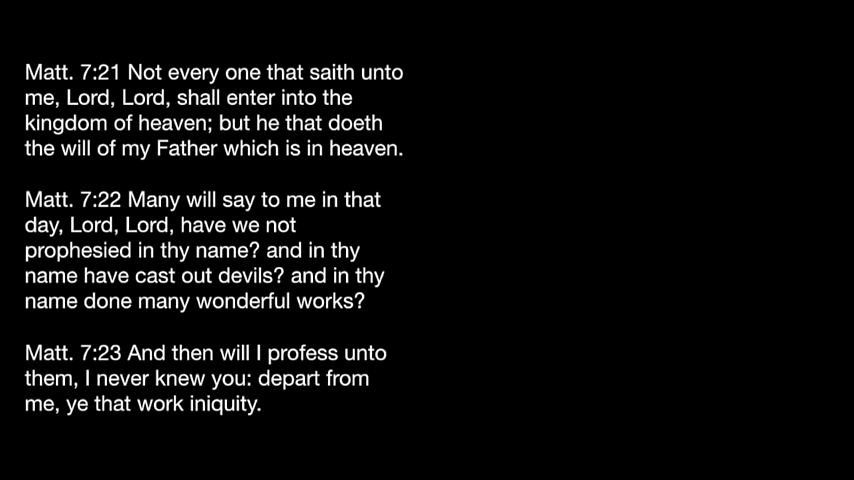 Matt. 7:21 Not every one that saith unto
me, Lord, Lord, shall enter into the
kingdom of heaven; but he that doeth
the will of my Father which is in heaven.
Matt. 7:22 Many will say to me in that
day, Lord, Lord, have we not
prophesied in thy name? and in thy
name have cast out devils? and in thy
name done many wonderful works?
Matt. 7:23 And then will I profess unto
them, I never knew you: depart from
me, ye that work iniquity.